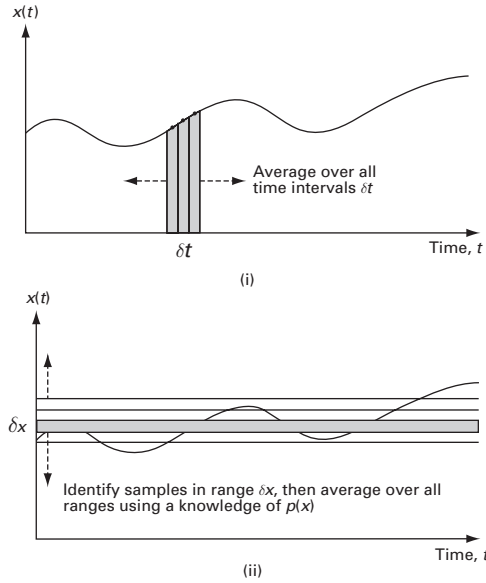 x(t)
Average over all
time intervals δt
δt
Time, t
(i)
x(t)
δx
Identify samples in range δx, then average over all
ranges using a knowledge of p(x)
Time, t
(ii)